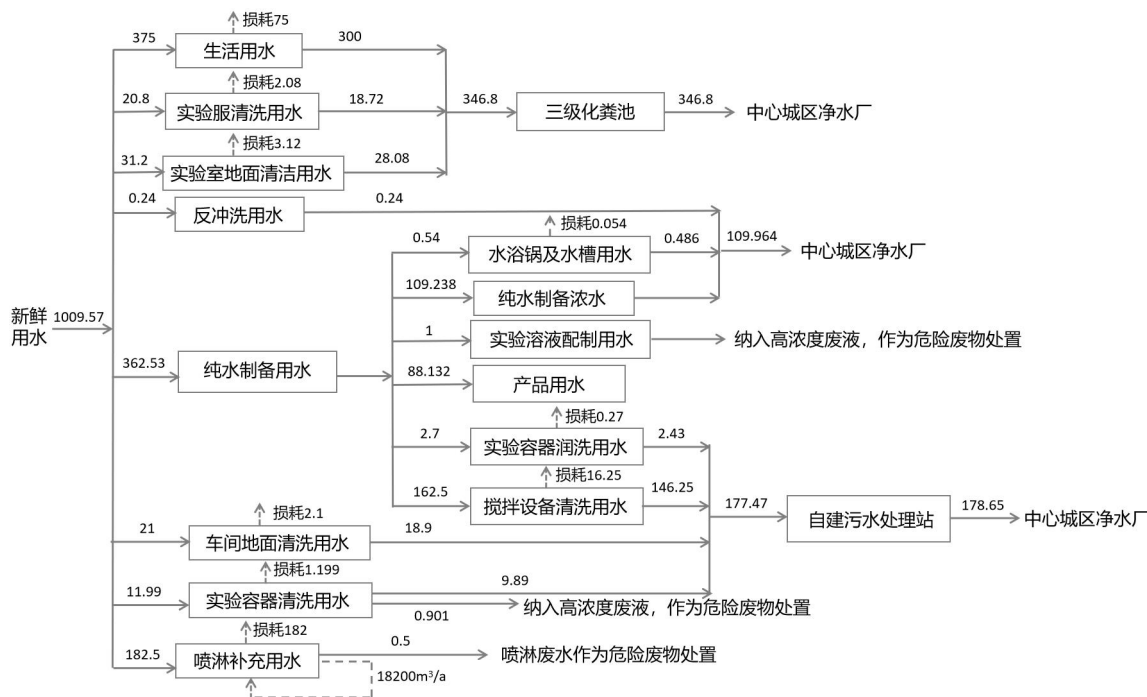 损耗75
375
生活用水
300
损耗2.08
20.8
实验服清洗用水
18.72
346.8
三级化粪池
346.8
中心城区净水厂
损耗3.12
31.2
实验室地面清洁用水
28.08
0.24
反冲洗用水
0.24
损耗0.054
0.54
水浴锅及水槽用水
0.486
109.964
中心城区净水厂
109.238
纯水制备浓水
新鲜
用水
1009.57
1
实验溶液配制用水
纳入高浓度废液，作为危险废物处置
362.53
纯水制备用水
88.132
产品用水
损耗0.27
2.7
实验容器润洗用水
2.43
损耗16.25
162.5
搅拌设备清洗用水
146.25
177.47
自建污水处理站
178.65
中心城区净水厂
损耗2.1
21
车间地面清洗用水
18.9
损耗1.199
11.99
实验容器清洗用水
9.89
0.901
纳入高浓度废液，作为危险废物处置
损耗182
182.5
喷淋补充用水
0.5
喷淋废水作为危险废物处置
18200m³/a